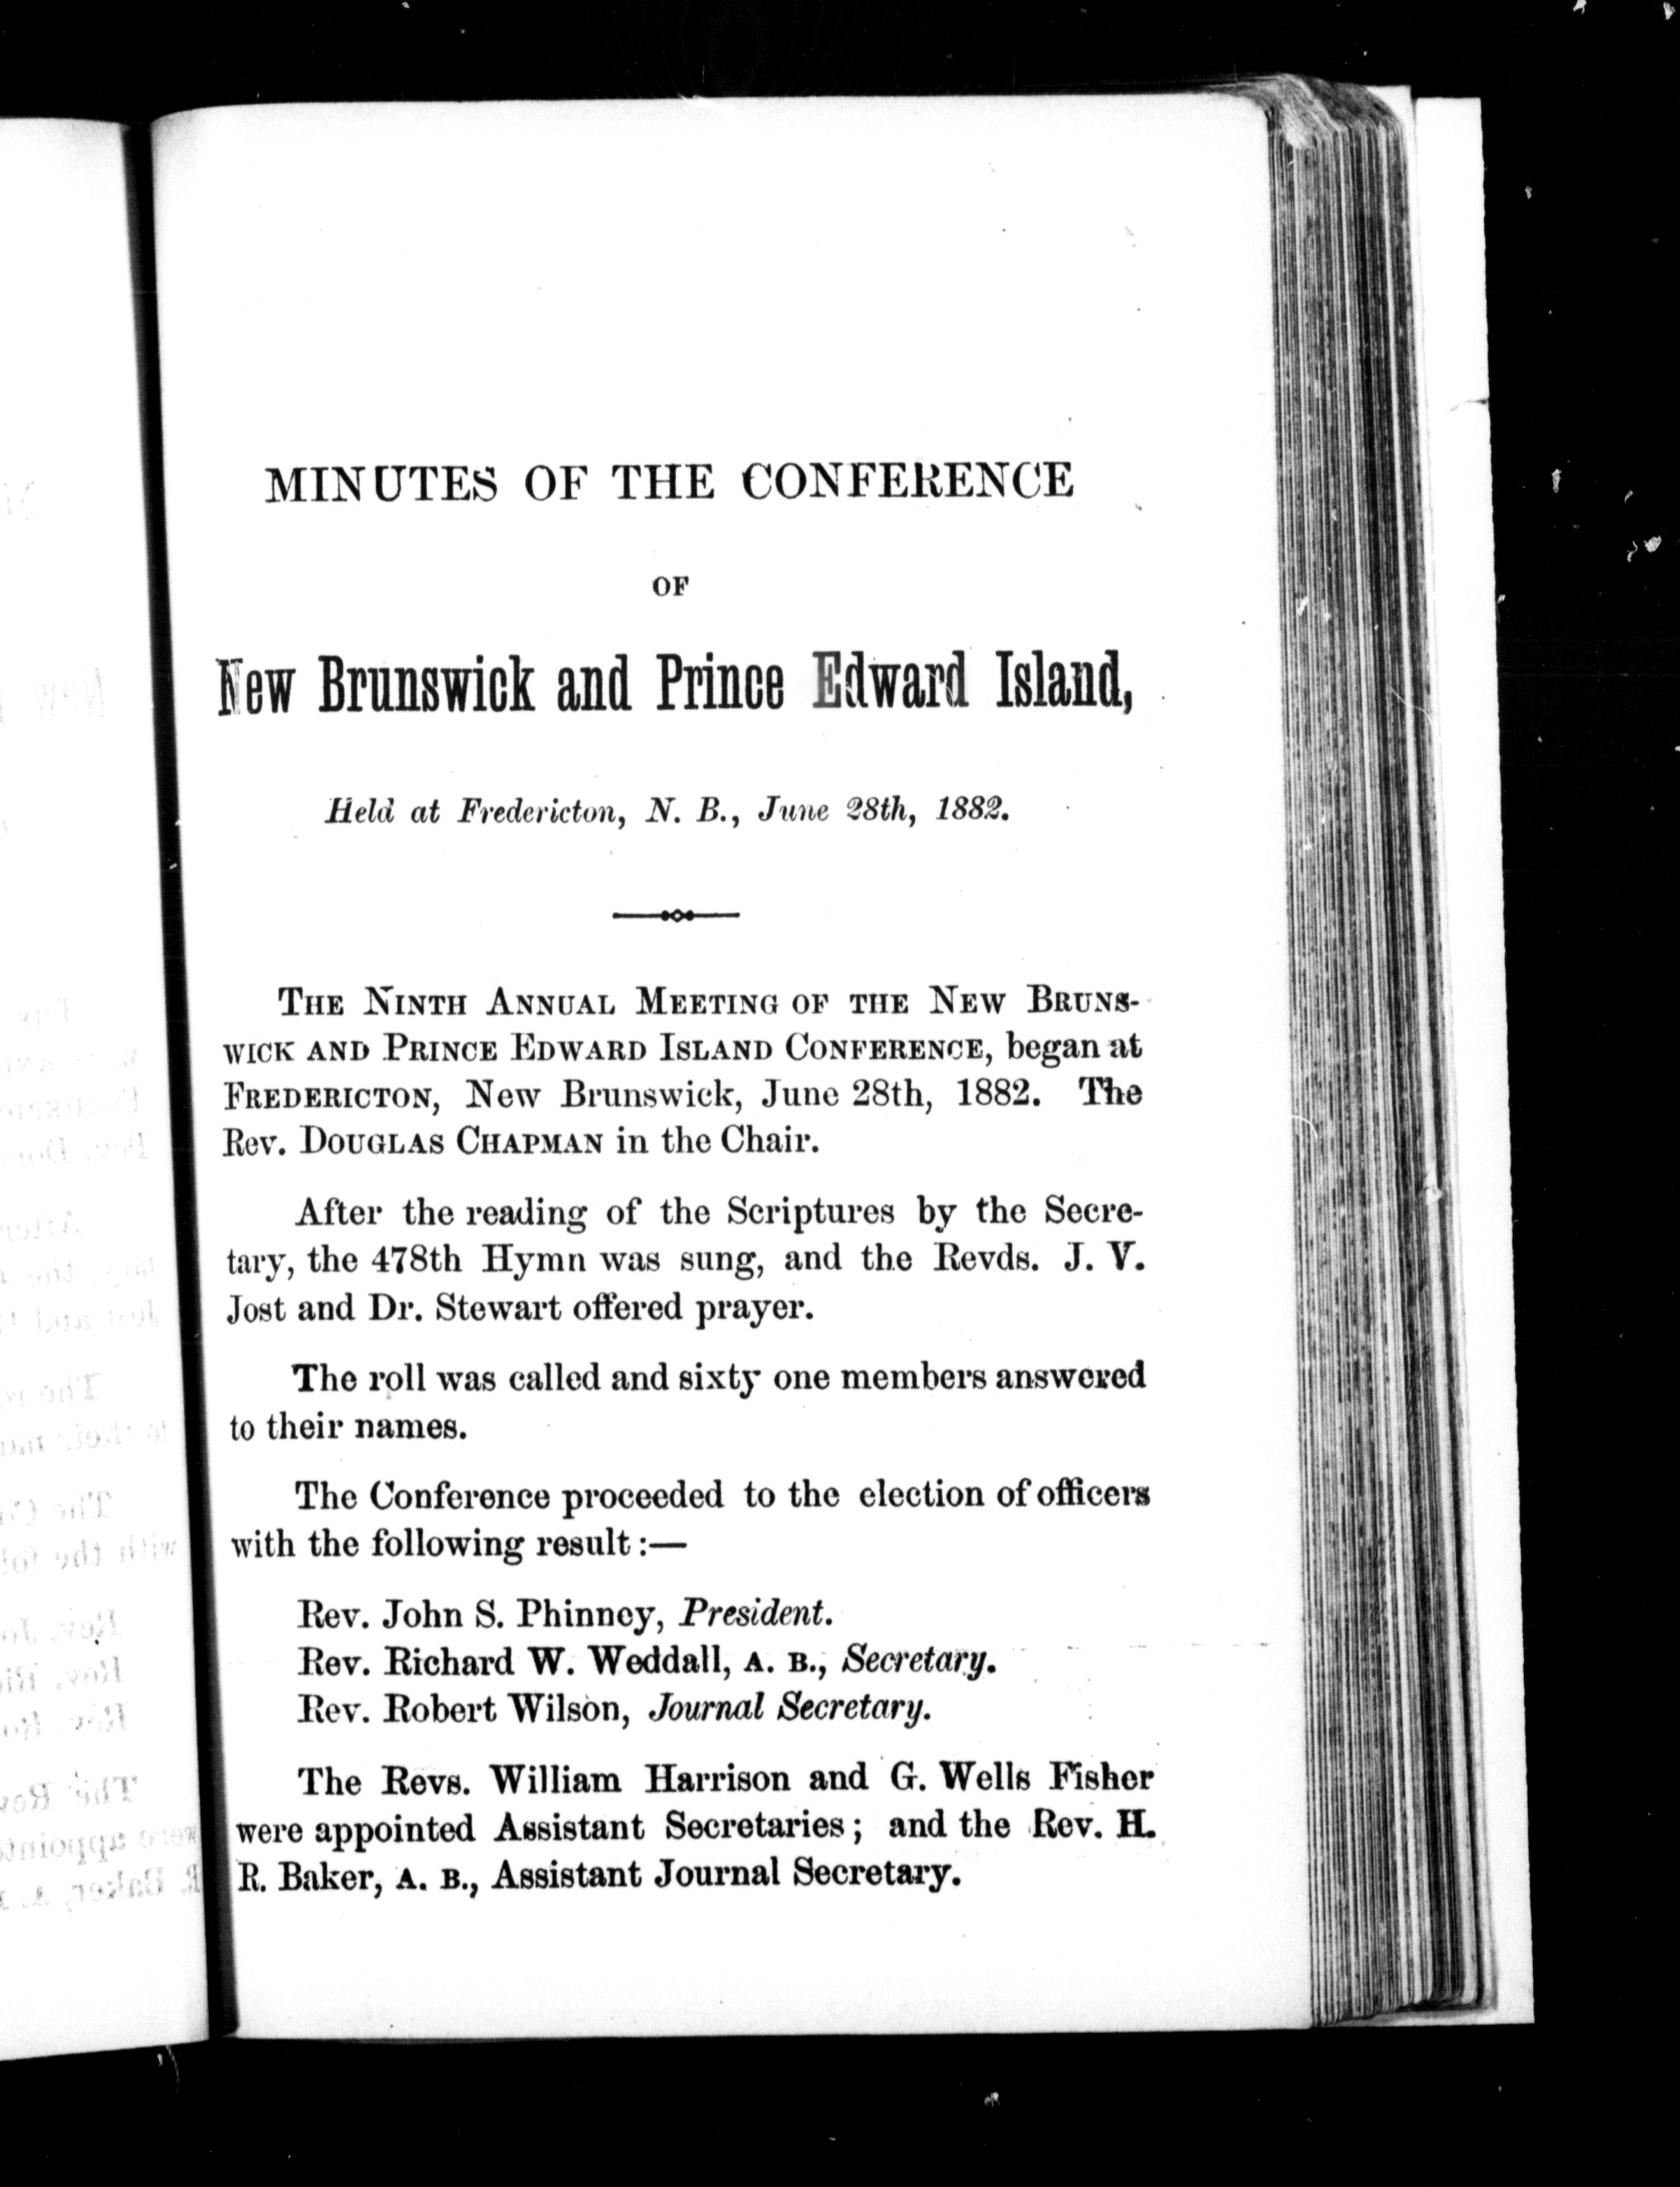 MINUTES OF THE CONFERENCE
OF
New Brunswick and Prince Edward Island,
Held at Fredericton, N. B., June 28th, 1882.
THE NINTH ANNUAL MEETING OF THE NEW BRUNS-
WICK AND PRINCE EDWARD ISLAND CONFERENCE, began at
FREDERICTON, New Brunswick, June 28th, 1882. The
Rev. DOUGLAS CHAPMAN in the Chair.
After the reading of the Scriptures by the Secre-
tary, the 478th Hymn was sung, and the Revds. J. V.
Jost and Dr. Stewart offered prayer.
The roll was called and sixty one members answered
to their names.
The Conference proceeded to the election of officers
with the following result :—
Rev. John S. Phinney, President.
Rev. Richard W. Weddall, A. B., Secretary.
Rev. Robert Wilson, Journal Secretary.
The Revs. William Harrison and G. Wells Fisher
were appointed Assistant Secretaries ; and the Rev. H.
R. Baker, A. B., Assistant Journal Secretary.